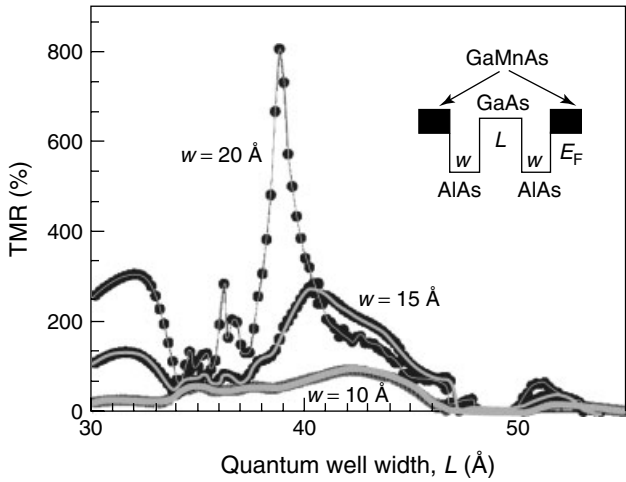 800
600
400
200
0
TMR (%)
30
40
50
Quantum well width, L (Å)
w = 20 Å
w = 15 Å
w = 10 Å
GaMnAs
GaAs
L
w
w
E_F
AlAs
AlAs